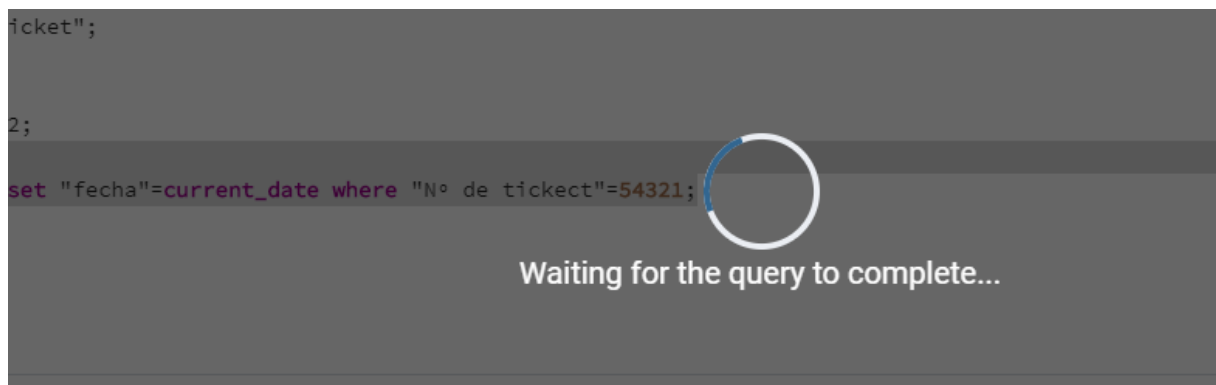 icket";
2;
set "fecha"=current_date where "Nº de tickect"=54321;
Waiting for the query to complete...